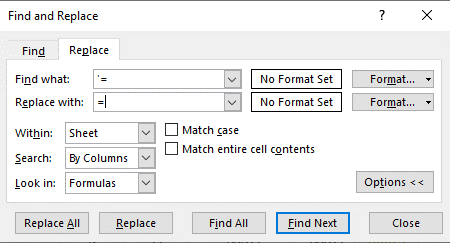 Find and Replace
? ×
Find Replace
Find what: '= No Format Set Format...
Replace with: = No Format Set Format...
Within: Sheet Match case
Search: By Columns Match entire cell contents
Look in: Formulas Options <<
Replace All Replace Find All Find Next Close